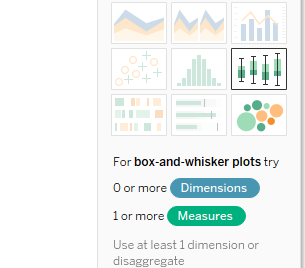 For box-and-whisker plots try
0 or more Dimensions
1 or more Measures
Use at least 1 dimension or
disaggregate